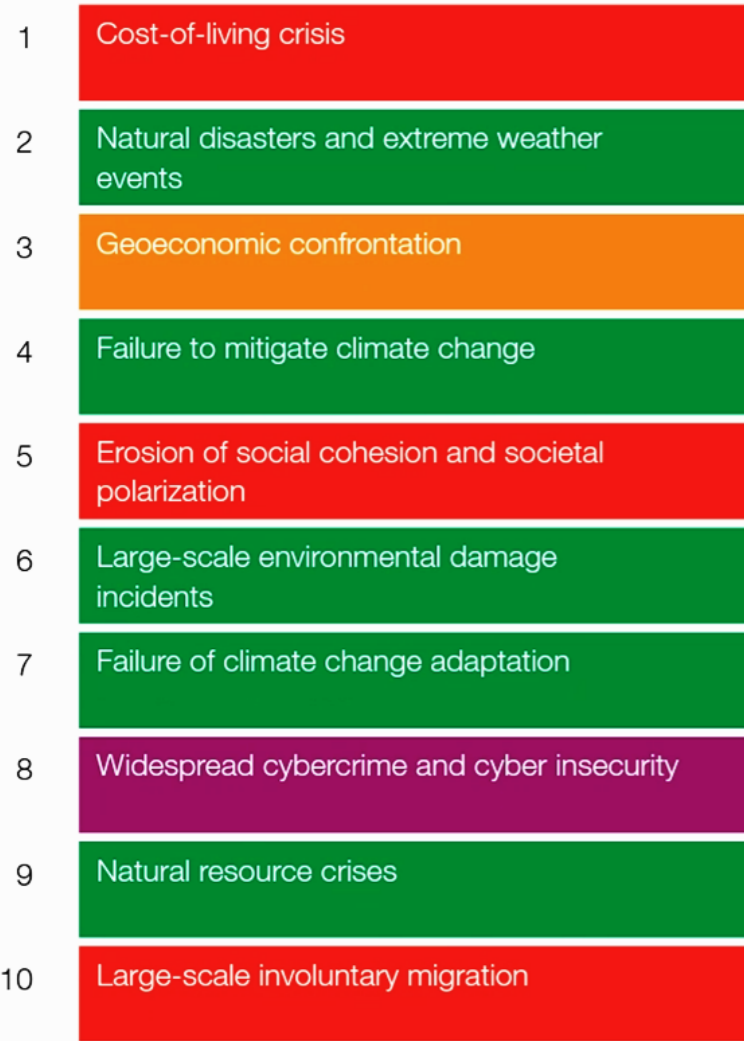 1 Cost-of-living crisis
2 Natural disasters and extreme weather
events
3 Geoeconomic confrontation
4 Failure to mitigate climate change
5 Erosion of social cohesion and societal
polarization
6 Large-scale environmental damage
incidents
7 Failure of climate change adaptation
8 Widespread cybercrime and cyber insecurity
9 Natural resource crises
10 Large-scale involuntary migration